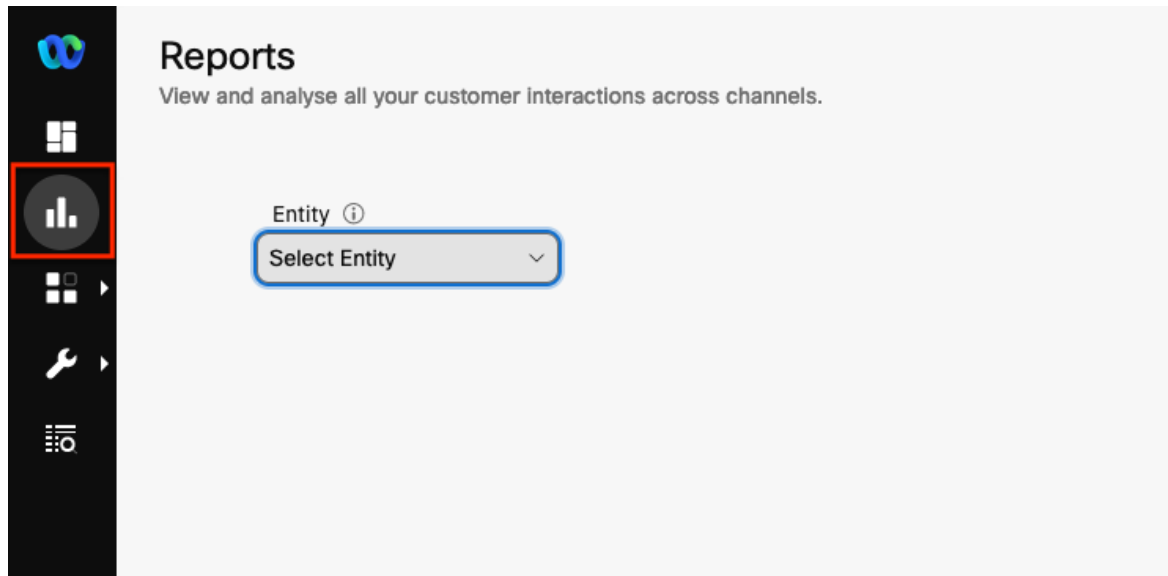 Reports
View and analyse all your customer interactions across channels.
Entity
Select Entity